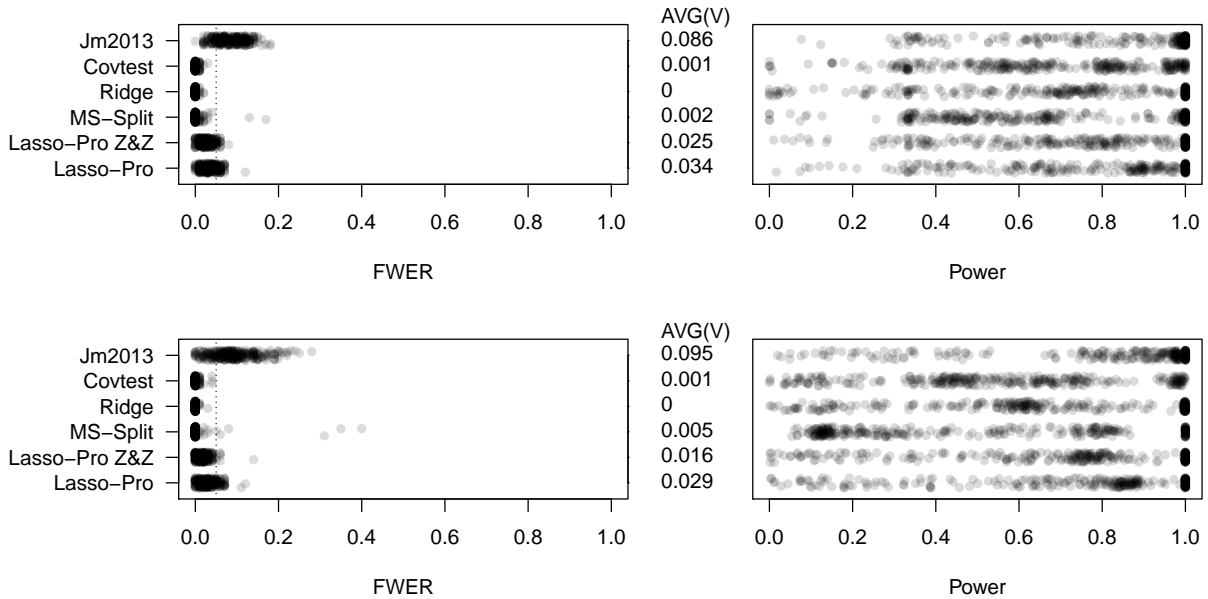 AVG(V)
Jm2013 0.086
Covtest 0.001
Ridge 0
MS−Split 0.002
Lasso−Pro Z&Z 0.025
Lasso−Pro 0.034
0.0 0.2 0.4 0.6 0.8 1.0 0.0 0.2 0.4 0.6 0.8 1.0
FWER Power
AVG(V)
Jm2013 0.095
Covtest 0.001
Ridge 0
MS−Split 0.005
Lasso−Pro Z&Z 0.016
Lasso−Pro 0.029
0.0 0.2 0.4 0.6 0.8 1.0 0.0 0.2 0.4 0.6 0.8 1.0
FWER Power